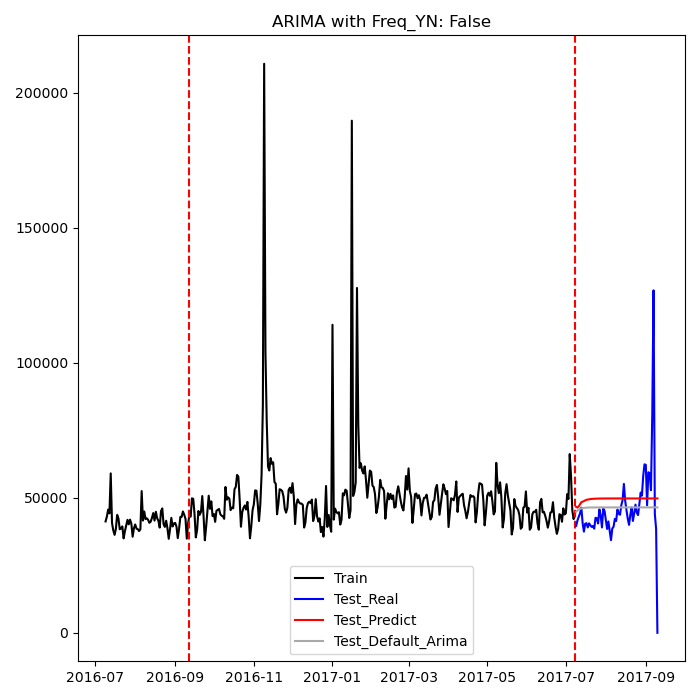 ARIMA with Freq_YN: False
200000
150000
100000
50000
0
Train
Test_Real
Test_Predict
Test_Default_Arima
2016-07 2016-09 2016-11 2017-01 2017-03 2017-05 2017-07 2017-09